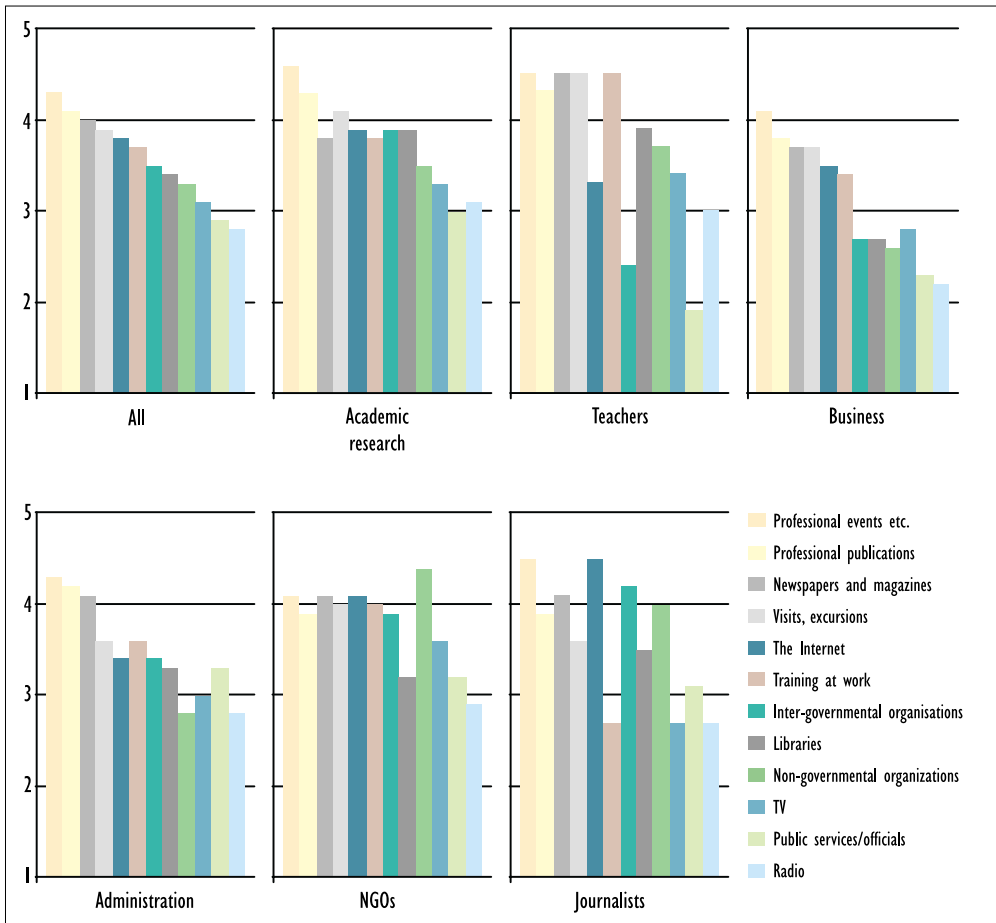 5
4
3
2
1
All
Academic
research
Teachers
Business
5
4
3
2
1
Administration
NGOs
Journalists
Professional events etc.
Professional publications
Newspapers and magazines
Visits, excursions
The Internet
Training at work
Inter-governmental organisations
Libraries
Non-governmental organizations
TV
Public services/officials
Radio